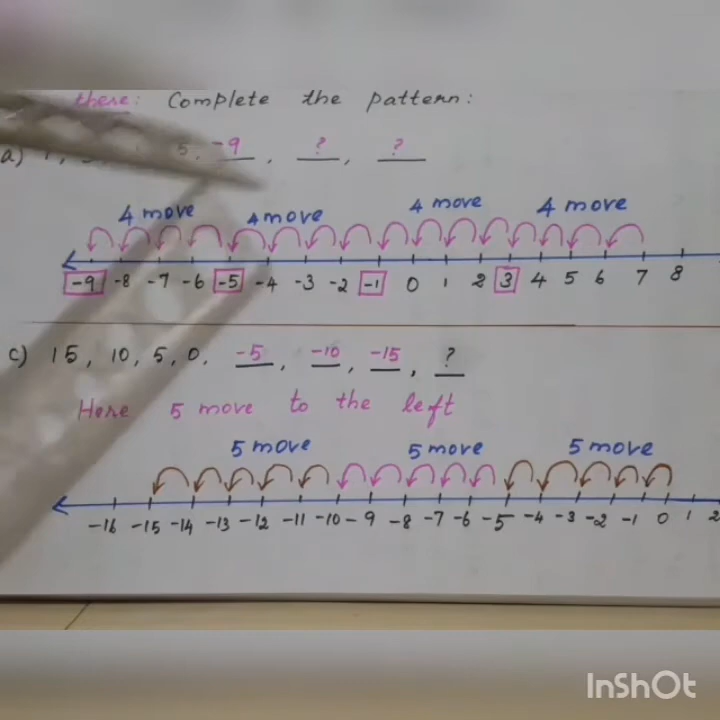 these: Complete the pattern:
a) 5, -9, ?, ?
4 move 4 move 4 move 4 move
-9 -8 -7 -6 -5 -4 -3 -2 -1 0 1 2 3 4 5 6 7 8
c) 15, 10, 5, 0, -5, -10, -15, ?
Here 5 move to the left
5 move 5 move 5 move
-16 -15 -14 -13 -12 -11 -10 -9 -8 -7 -6 -5 -4 -3 -2 -1 0 1 2
InShOt